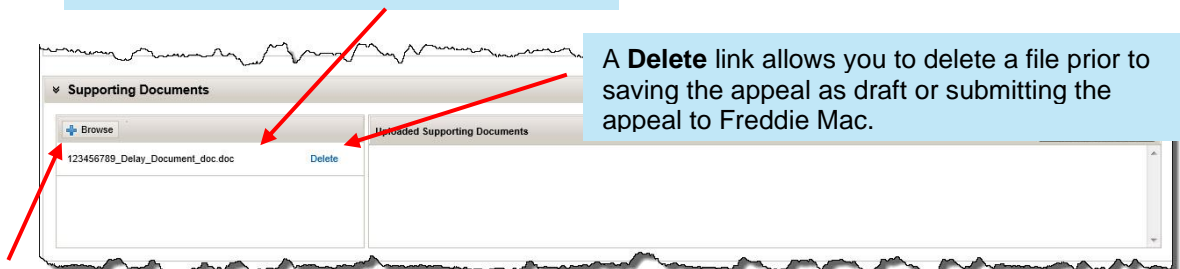 A Delete link allows you to delete a file prior to
saving the appeal as draft or submitting the
appeal to Freddie Mac.
Supporting Documents
Browse
Uploaded Supporting Documents
123456789_Delay_Document_doc.doc Delete